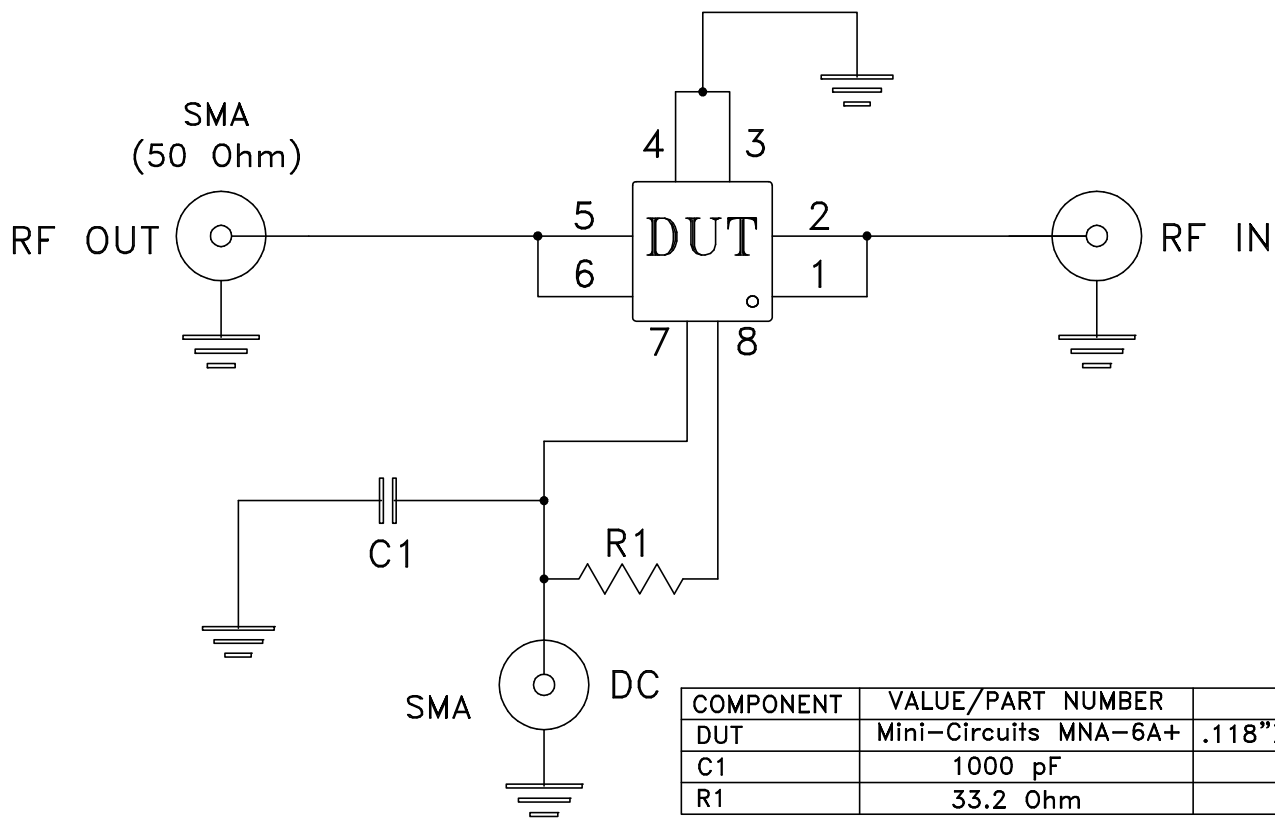 SMA
(50 Ohm)
RF OUT
4
3
5
DUT
2
RF IN
6
1
7
8
C1
R1
SMA
DC
COMPONENT VALUE/PART NUMBER
DUT Mini-Circuits MNA-6A+ .118"
C1 1000 pF
R1 33.2 Ohm